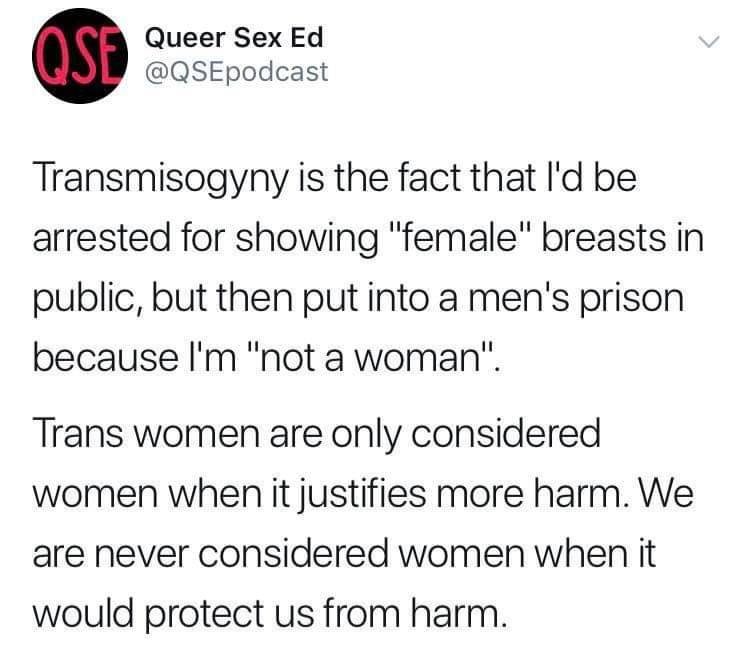 QSE
Queer Sex Ed
@QSEpodcast
Transmisogyny is the fact that I'd be
arrested for showing "female" breasts in
public, but then put into a men's prison
because I'm "not a woman".
Trans women are only considered
women when it justifies more harm. We
are never considered women when it
would protect us from harm.